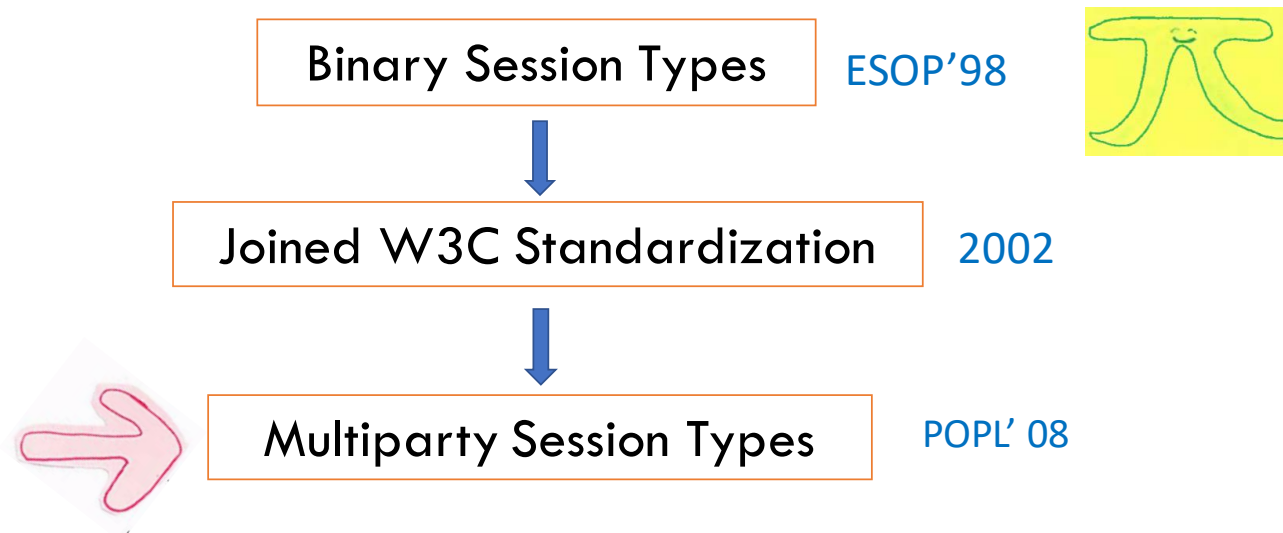 Binary Session Types ESOP’98
Joined W3C Standardization 2002
Multiparty Session Types POPL’ 08